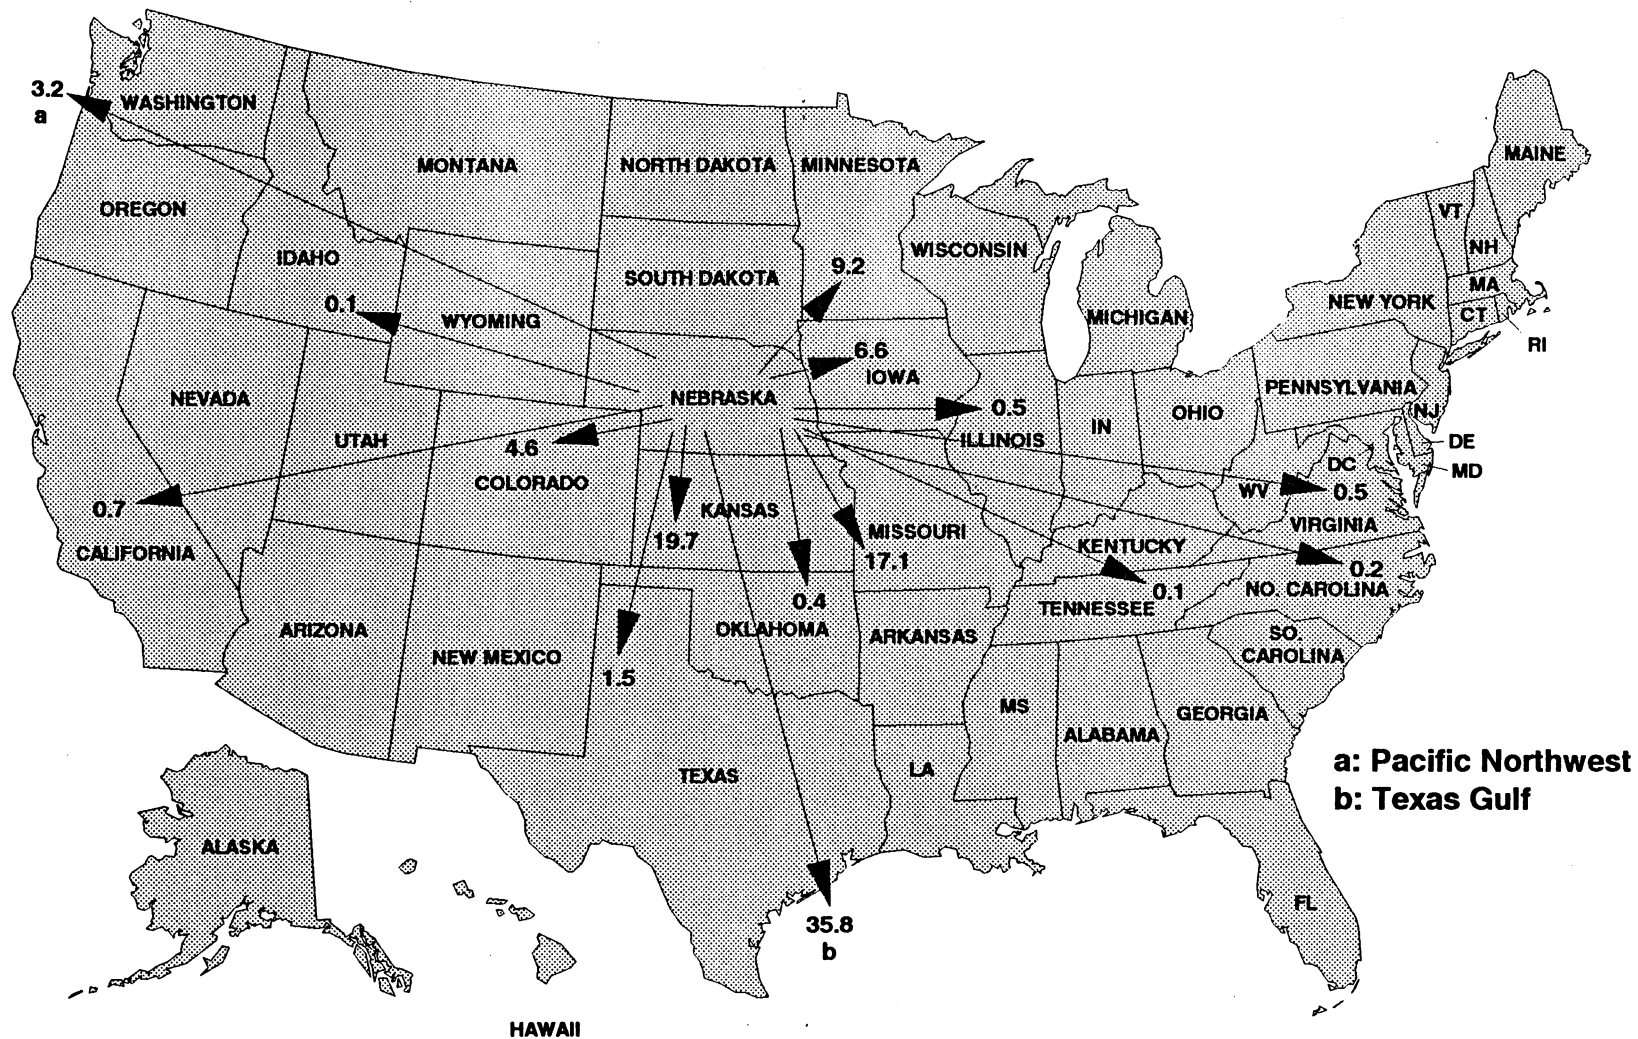 3.2
a
WASHINGTON
MONTANA
NORTH DAKOTA
MINNESOTA
MAINE
OREGON
VT
NH
IDAHO
SOUTH DAKOTA
9.2
WISCONSIN
MA
NEW YORK
CT
RI
0.1
WYOMING
MICHIGAN
6.6
IOWA
NEVADA
NEBRASKA
0.5
ILLINOIS
IN
OHIO
PENNSYLVANIA
NJ
DE
MD
UTAH
4.6
COLORADO
DC
WV
0.5
VIRGINIA
0.7
CALIFORNIA
KANSAS
19.7
MISSOURI
17.1
KENTUCKY
0.1
0.2
NO. CAROLINA
0.4
TENNESSEE
ARIZONA
NEW MEXICO
1.5
OKLAHOMA
ARKANSAS
SO.
CAROLINA
MS
ALABAMA
GEORGIA
TEXAS
LA
a: Pacific Northwest
b: Texas Gulf
ALASKA
35.8
b
FL
HAWAII